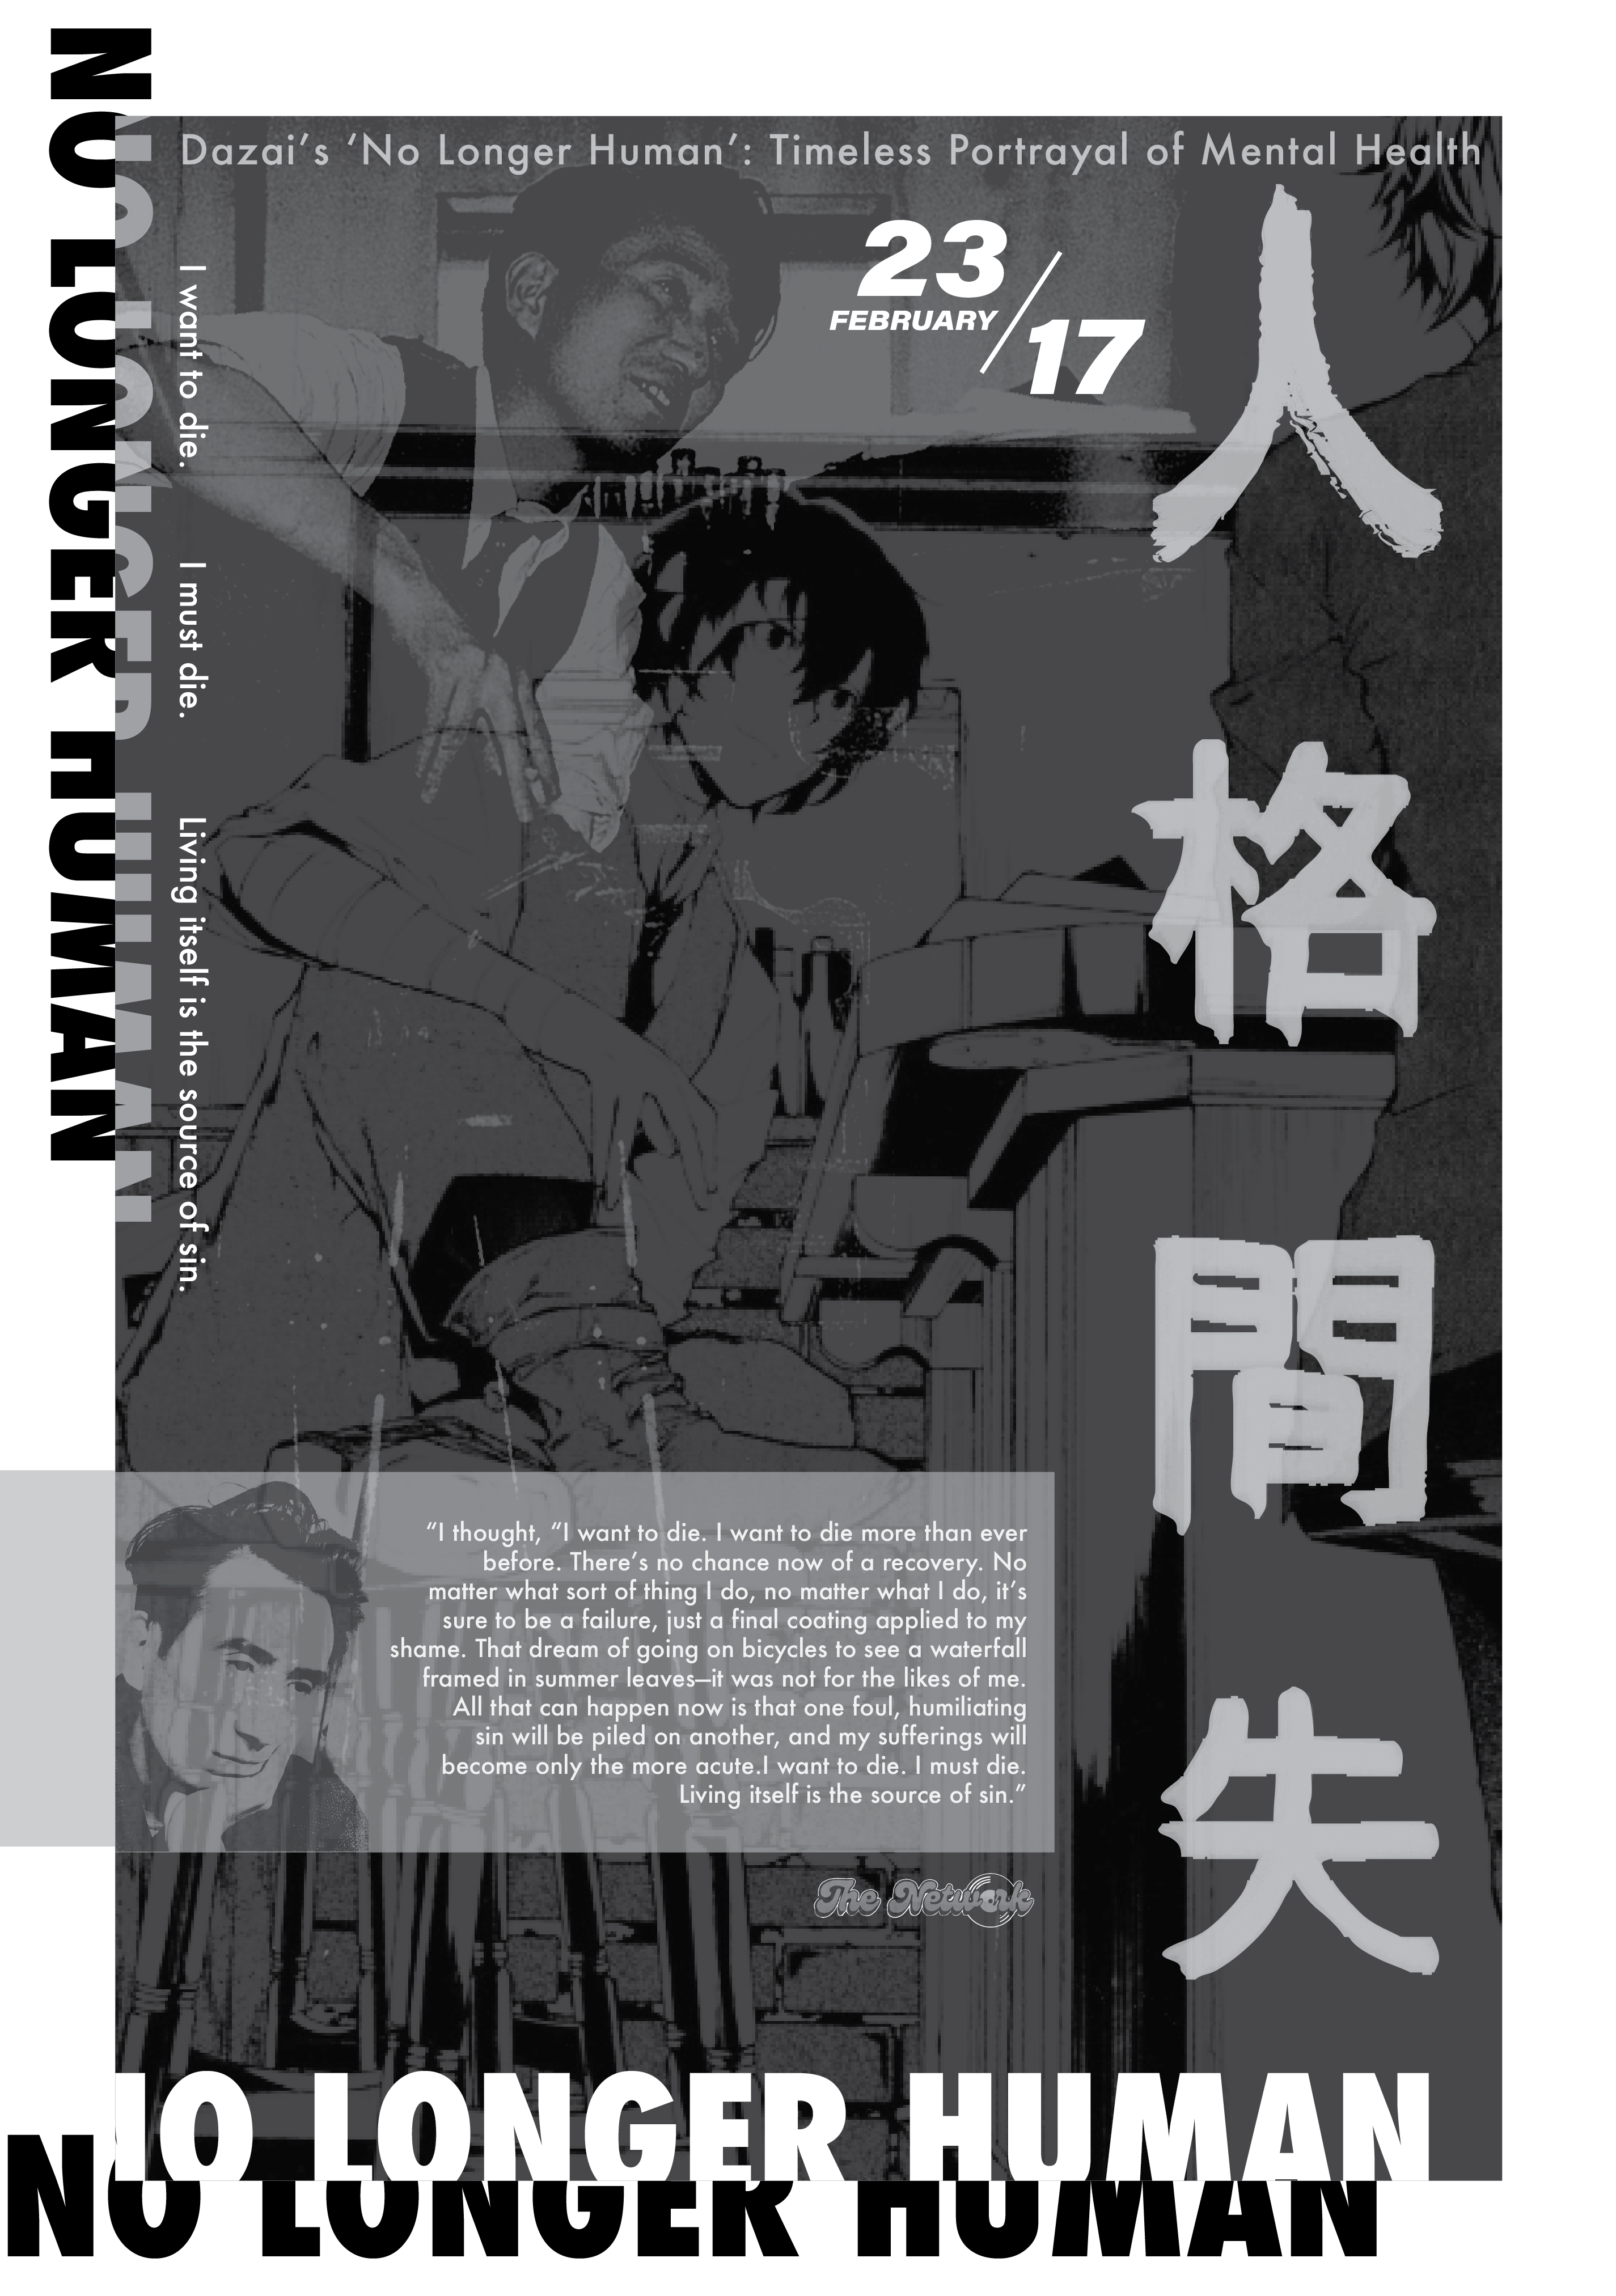 NO LONGER HUMAN
NO LONGER HUMAN
Dazai’s ‘No Longer Human’: Timeless Portrayal of Mental Health
23
FEBRUARY
17
I want to die. I must die. Living itself is the source of sin.
人
格
間
失
“I thought, “I want to die. I want to die more than ever
before. There’s no chance now of a recovery. No
matter what sort of thing I do, no matter what I do, it’s
sure to be a failure, just a final coating applied to my
shame. That dream of going on bicycles to see a waterfall
framed in summer leaves—it was not for the likes of me.
All that can happen now is that one foul, humiliating
sin will be piled on another, and my sufferings will
become only the more acute.I want to die. I must die.
Living itself is the source of sin.”
The Network
NO LONGER HUMAN
NO LONGER HUMAN